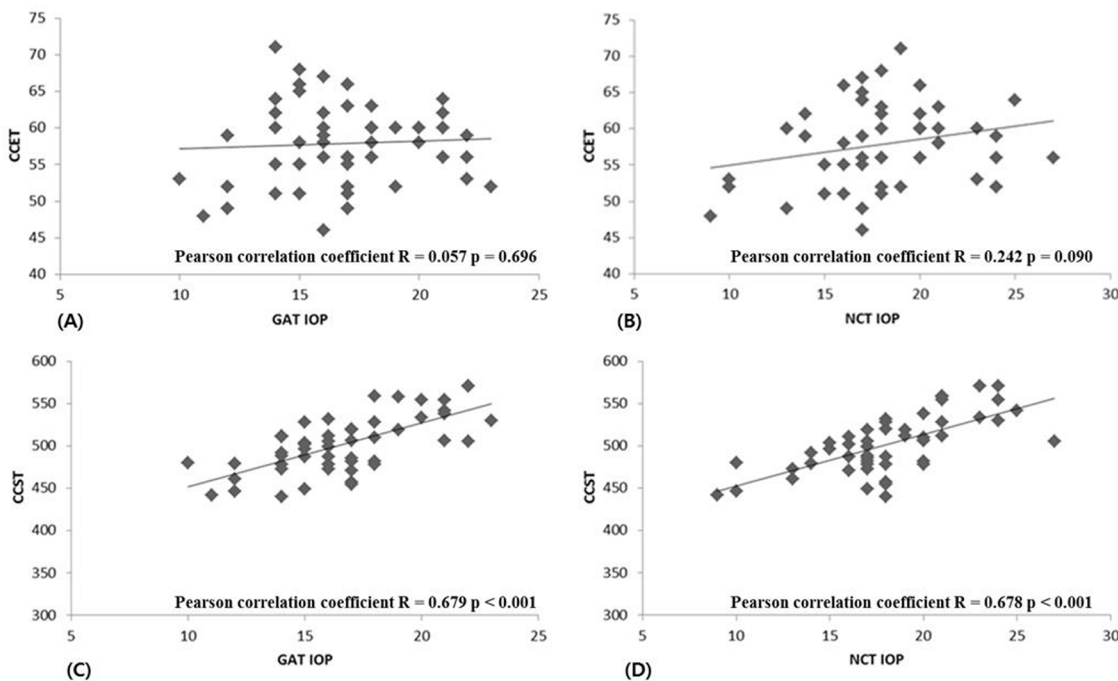 75
70
65
60
55
50
45
40
CCET
Pearson correlation coefficient R = 0.057 p = 0.696
5 10 15 20 25
GAT IOP
(A)
75
70
65
60
55
50
45
40
CCET
Pearson correlation coefficient R = 0.242 p = 0.090
5 10 15 20 25 30
NCT IOP
(B)
600
550
500
450
400
350
300
CCST
Pearson correlation coefficient R = 0.679 p < 0.001
5 10 15 20 25
GAT IOP
(C)
600
550
500
450
400
350
300
CCST
Pearson correlation coefficient R = 0.678 p < 0.001
5 10 15 20 25 30
NCT IOP
(D)